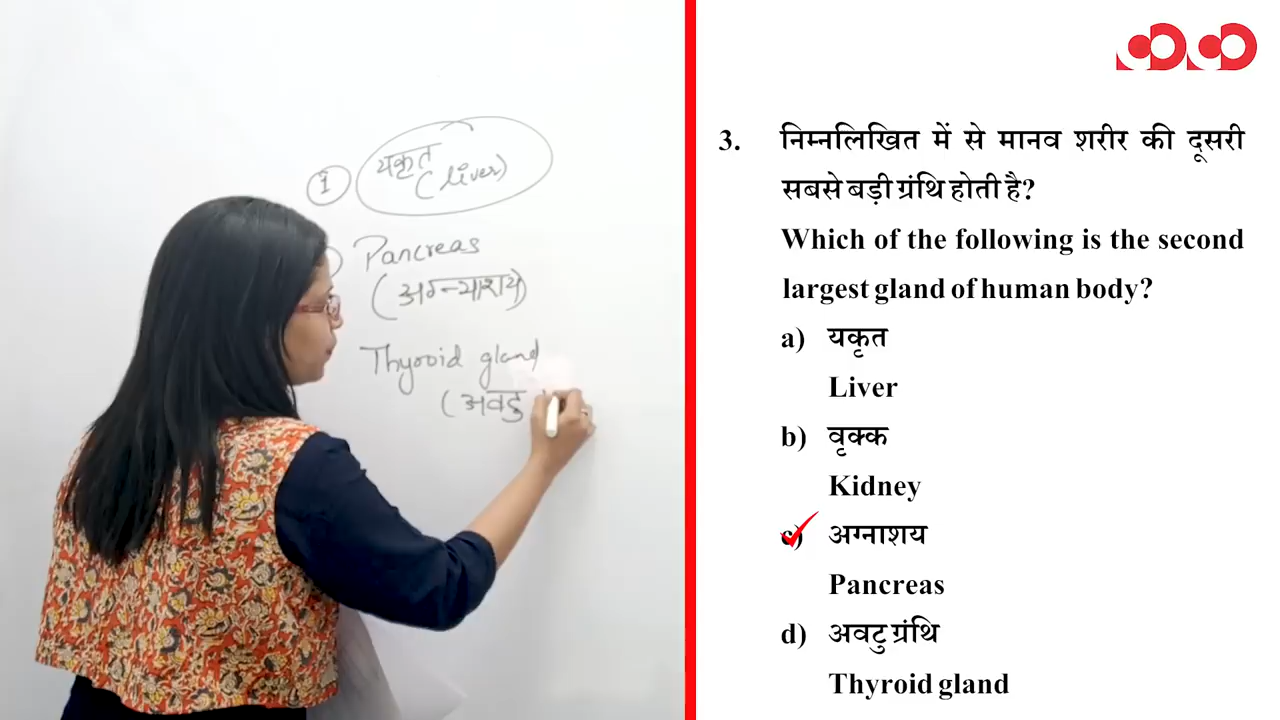 1 यकृत
(Liver)
Pancreas
(अग्न्याशय)
Thyroid gland
(अवटु
3. निम्नलिखित में से मानव शरीर की दूसरी
सबसे बड़ी ग्रंथि होती है?
Which of the following is the second
largest gland of human body?
a) यकृत
Liver
b) वृक्क
Kidney
c) अग्नाशय
Pancreas
d) अवटु ग्रंथि
Thyroid gland